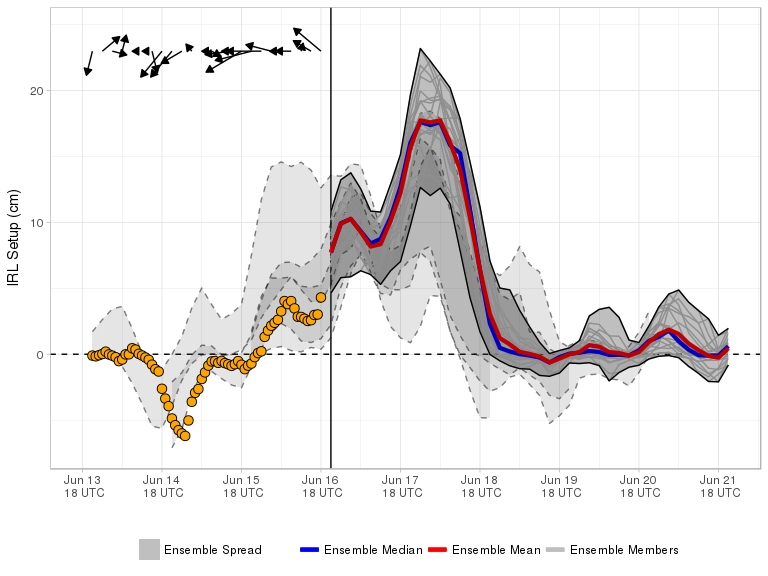 IRL Setup (cm)
20
10
0
Jun 13 Jun 14 Jun 15 Jun 16 Jun 17 Jun 18 Jun 19 Jun 20 Jun 21
18 UTC 18 UTC 18 UTC 18 UTC 18 UTC 18 UTC 18 UTC 18 UTC 18 UTC
Ensemble Spread Ensemble Median Ensemble Mean Ensemble Members